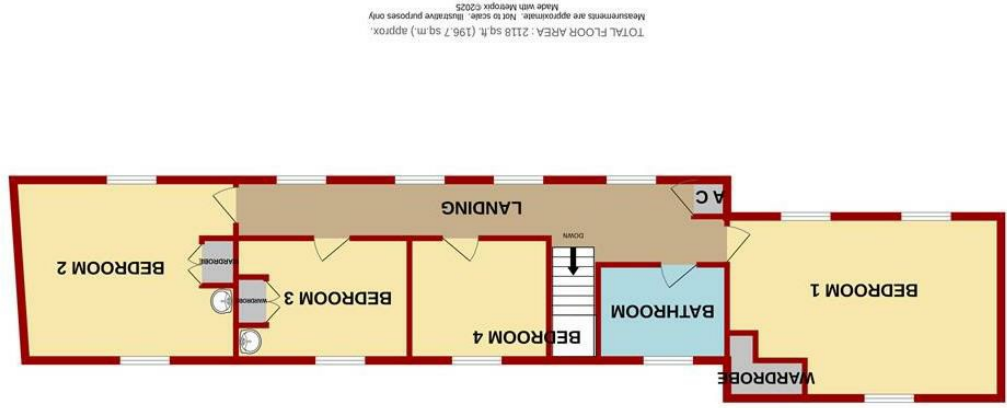 WARDROBE
BEDROOM 4
BATHROOM
BEDROOM 1
BEDROOM 3
WARDROBE
BEDROOM 2
WARDROBE
DOWN
LANDING
A C
TOTAL FLOOR AREA : 2118 sq.ft. (196.7 sq.m.) approx.
Measurements are approximate. Not to scale. Illustrative purposes only
Made with Metropix ©2025